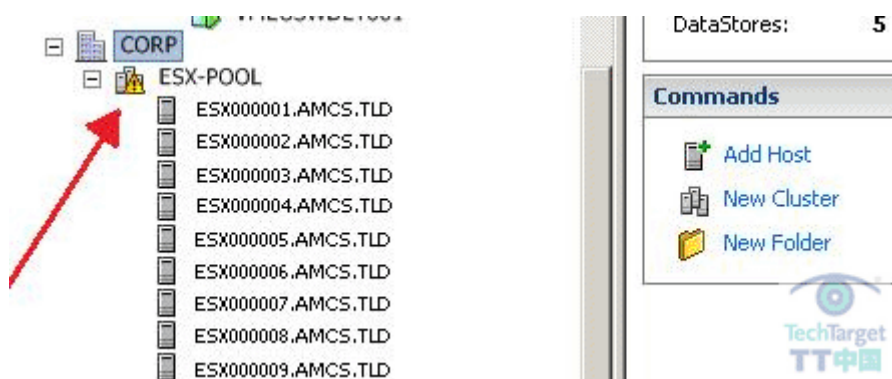 CORP
ESX-POOL
ESX000001.AMCS.TLD
ESX000002.AMCS.TLD
ESX000003.AMCS.TLD
ESX000004.AMCS.TLD
ESX000005.AMCS.TLD
ESX000006.AMCS.TLD
ESX000007.AMCS.TLD
ESX000008.AMCS.TLD
ESX000009.AMCS.TLD
DataStores: 5
Commands
Add Host
New Cluster
New Folder
TechTarget
TT中国